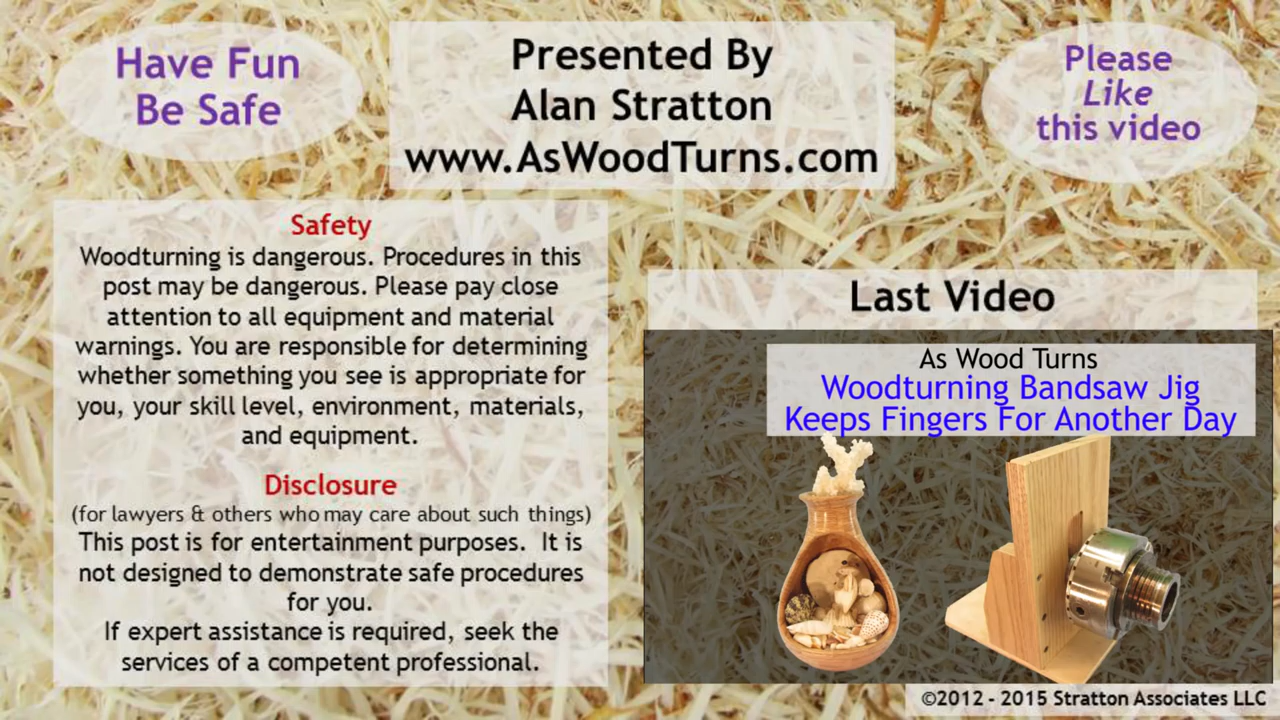 Have Fun
Be Safe
Presented By
Alan Stratton
www.AsWoodTurns.com
Please
Like
this video
Safety
Woodturning is dangerous. Procedures in this
post may be dangerous. Please pay close
attention to all equipment and material
warnings. You are responsible for determining
whether something you see is appropriate for
you, your skill level, environment, materials,
and equipment.
Disclosure
(for lawyers & others who may care about such things)
This post is for entertainment purposes. It is
not designed to demonstrate safe procedures
for you.
If expert assistance is required, seek the
services of a competent professional.
Last Video
As Wood Turns
Woodturning Bandsaw Jig
Keeps Fingers For Another Day
©2012 - 2015 Stratton Associates LLC